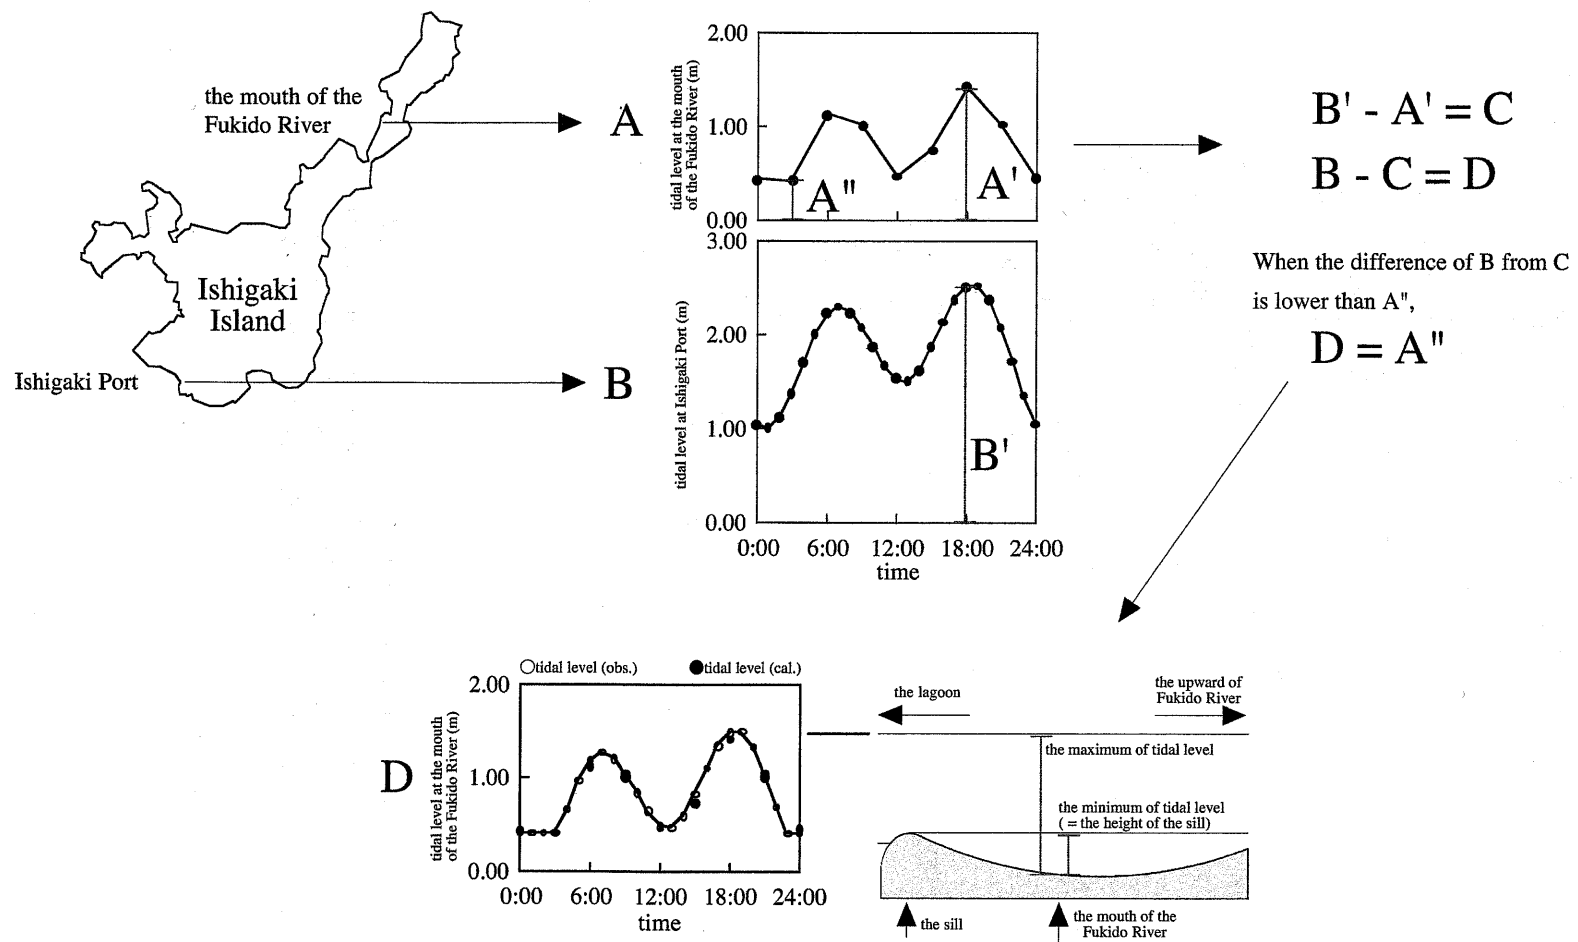 the mouth of the
Fukido River
Ishigaki
Island
Ishigaki Port
A
B
tidal level at the mouth
of the Fukido River (m)
2.00
1.00
0.00
A"
A'
tidal level at Ishigaki Port (m)
3.00
2.00
1.00
0.00
B'
0:00 6:00 12:00 18:00 24:00
time
B' - A' = C
B - C = D
When the difference of B from C
is lower than A",
D = A"
D
○tidal level (obs.) ●tidal level (cal.)
tidal level at the mouth
of the Fukido River (m)
2.00
1.00
0.00
0:00 6:00 12:00 18:00 24:00
time
the lagoon
the upward of
Fukido River
the maximum of tidal level
the minimum of tidal level
( = the height of the sill)
the sill
the mouth of the
Fukido River